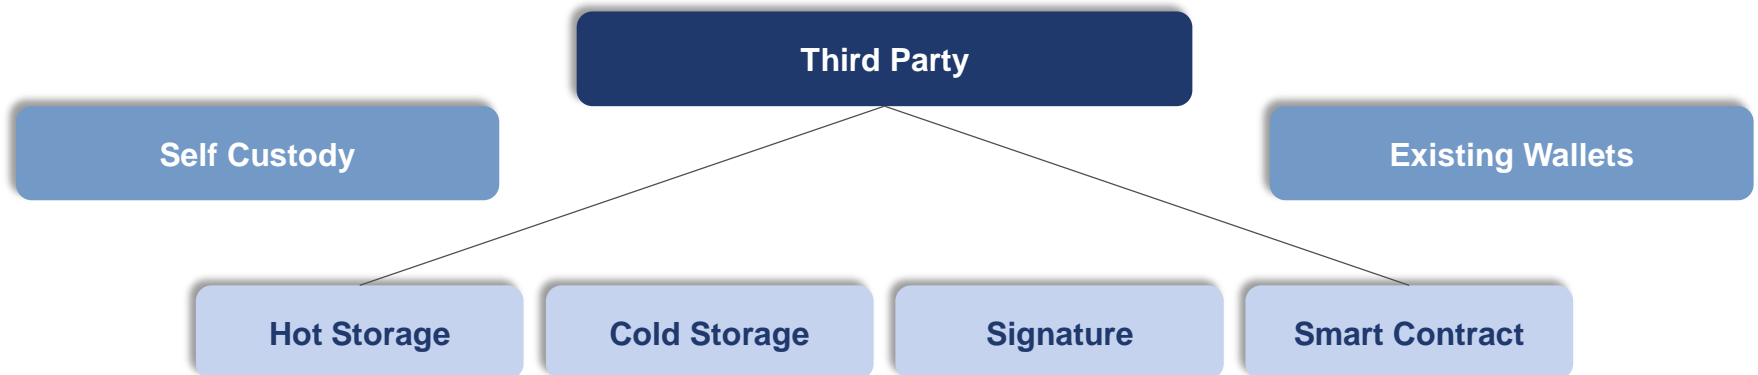 Third Party
Self Custody
Existing Wallets
Hot Storage
Cold Storage
Signature
Smart Contract